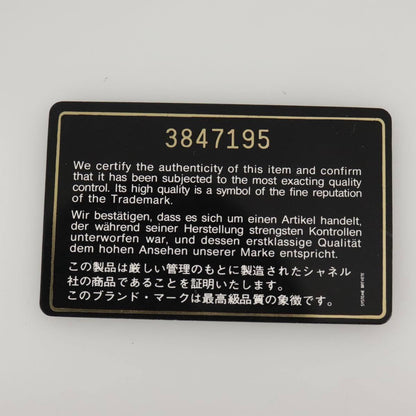 3847195
We certify the authenticity of this item and confirm
that it has been subjected to the most exacting quality
control. Its high quality is a symbol of the fine reputation
of the Trademark.
Wir bestätigen, dass es sich um einen Artikel handelt,
der während seiner Herstellung strengsten Kontrollen
unterworfen war, und dessen erstklassige Qualität
dem hohen Ansehen unserer Marke entspricht.
この製品は厳しい管理のもとに製造されたシャネル
社の商品であることを証明いたします。
このブランド・マークは最高級品質の象徴です。